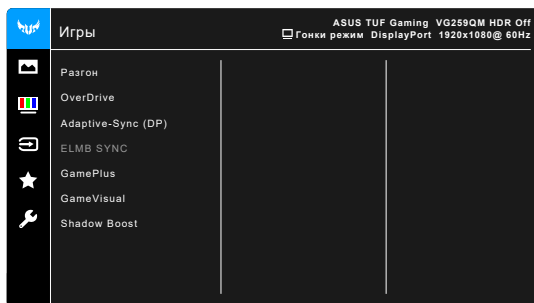 Игры
ASUS TUF Gaming VG259QM HDR Off
Гонки режим DisplayPort 1920x1080@ 60Hz
Разгон
OverDrive
Adaptive-Sync (DP)
ELMB SYNC
GamePlus
GameVisual
Shadow Boost